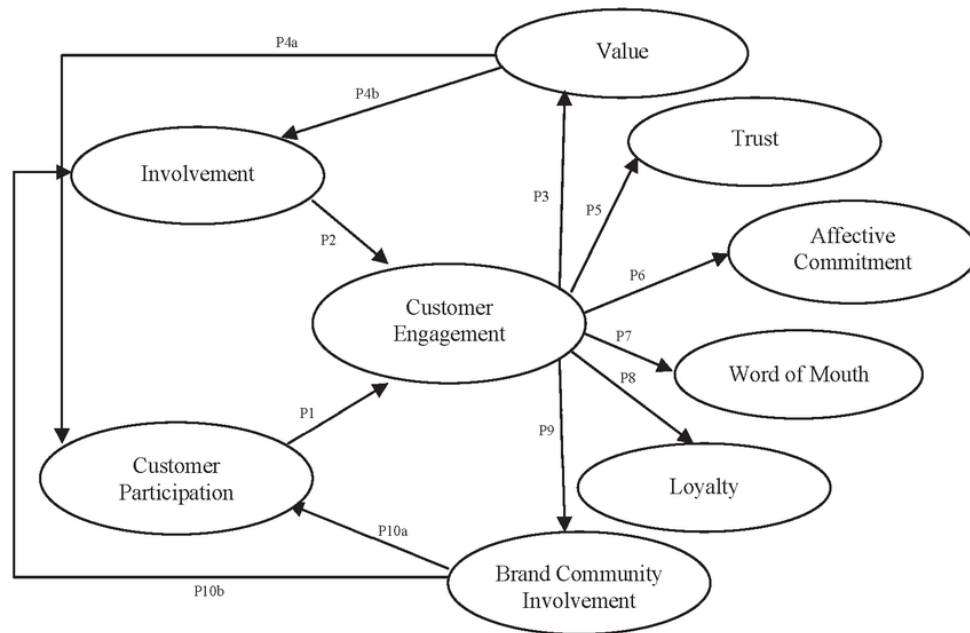 P4a
Value
P4b
Trust
Involvement
P3
P5
P2
Affective
Commitment
P6
Customer
Engagement
P7
Word of Mouth
P8
P1
P9
Customer
Participation
Loyalty
P10a
Brand Community
Involvement
P10b